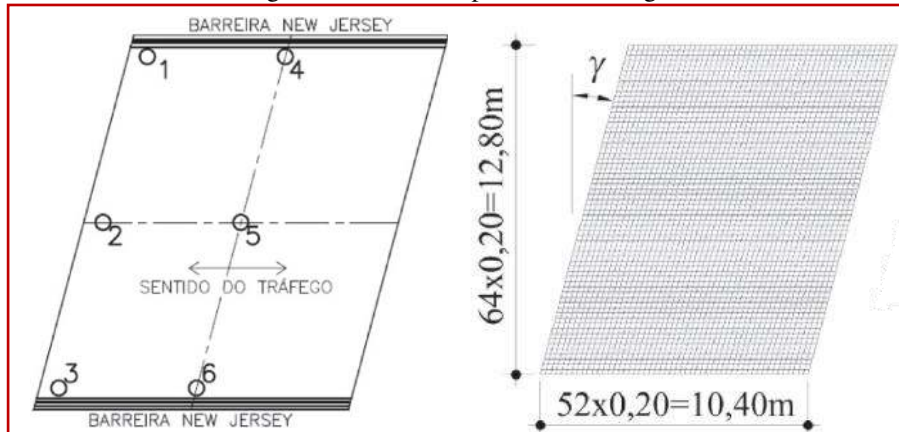 BARREIRA NEW JERSEY
1
4
2
5
SENTIDO DO TRÁFEGO
3
6
BARREIRA NEW JERSEY
γ
64x0,20=12,80m
52x0,20=10,40m